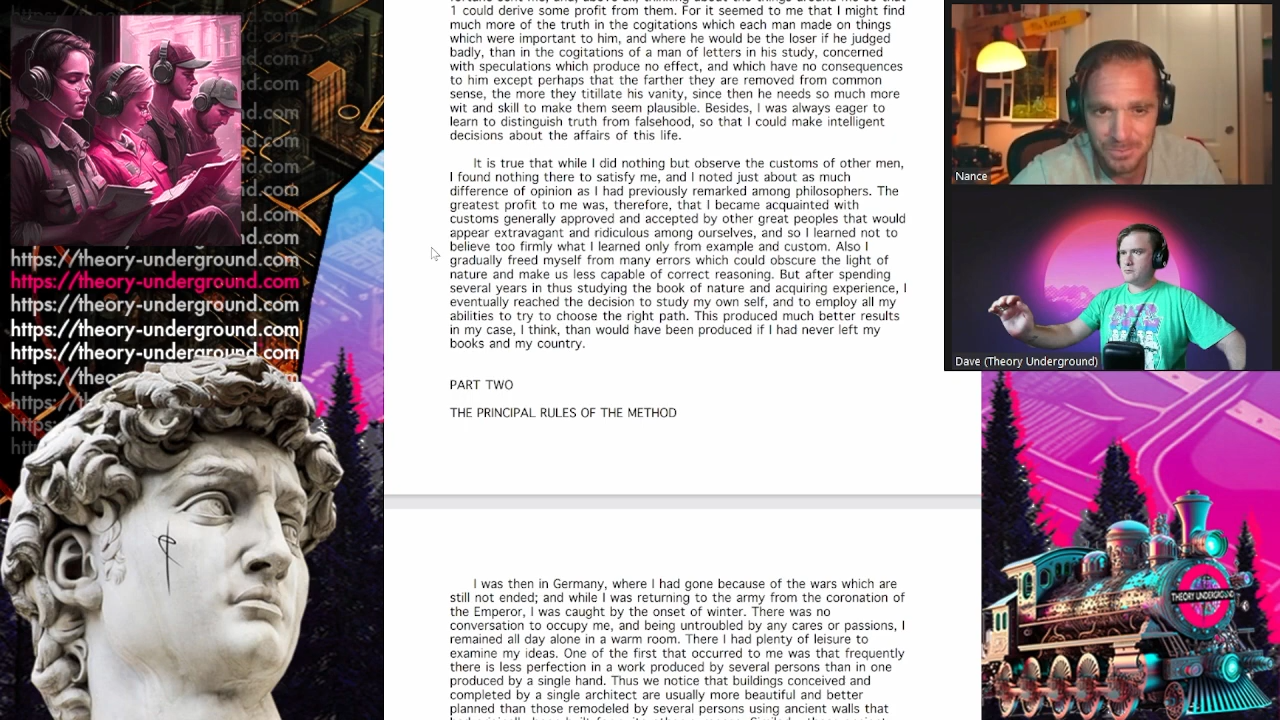 https://theory-underground.com
.com
.com
.com
.com
.com
.com
.com
.com
.com
.com
https://theory-underground.com
https://theory-underground.com
https://theory-underground.com
https://theory-underground.com
https://theory-underground.com
https://theo
https://
https:/
ht
1 could derive some profit from them. For it seemed to me that I might find
much more of the truth in the cogitations which each man made on things
which were important to him, and where he would be the loser if he judged
badly, than in the cogitations of a man of letters in his study, concerned
with speculations which produce no effect, and which have no consequences
to him except perhaps that the farther they are removed from common
sense, the more they titilate his vanity, since then he needs so much more
wit and skill to make them seem plausible. Besides, I was always eager to
learn to distinguish truth from falsehood, so that I could make intelligent
decisions about the affairs of this life.
It is true that while I did nothing but observe the customs of other men,
I found nothing there to satisfy me, and I noted just about as much
difference of opinion as I had previously remarked among philosophers. The
greatest profit to me was, therefore, that I became acquainted with
customs generally approved and accepted by other great peoples that would
appear extravagant and ridiculous among ourselves, and so I learned not to
believe too firmly what I learned only from example and custom. Also I
gradually freed myself from many errors which could obscure the light of
nature and make us less capable of correct reasoning. But after spending
several years in thus studying the book of nature and acquiring experience, I
eventually reached the decision to study my own self, and to employ all my
abilities to try to choose the right path. This produced much better results
in my case, I think, than would have been produced if I had never left my
books and my country.
PART TWO
THE PRINCIPAL RULES OF THE METHOD
I was then in Germany, where I had gone because of the wars which are
still not ended; and while I was returning to the army from the coronation of
the Emperor, I was caught by the onset of winter. There was no
conversation to occupy me, and being untroubled by any cares or passions, I
remained all day alone in a warm room. There I had plenty of leisure to
examine my ideas. One of the first that occurred to me was that frequently
there is less perfection in a work produced by several persons than in one
produced by a single hand. Thus we notice that buildings conceived and
completed by a single architect are usually more beautiful and better
planned than those remodeled by several persons using ancient walls that
Nance
Dave (Theory Underground)
THEORY UNDERGROUND